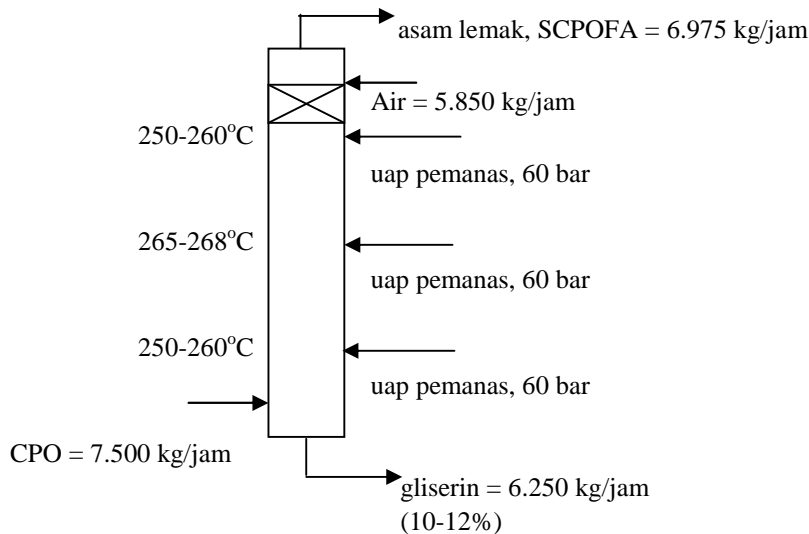 asam lemak, SCPOFA = 6.975 kg/jam
Air = 5.850 kg/jam
250-260°C
uap pemanas, 60 bar
265-268°C
uap pemanas, 60 bar
250-260°C
uap pemanas, 60 bar
CPO = 7.500 kg/jam
gliserin = 6.250 kg/jam
(10-12%)